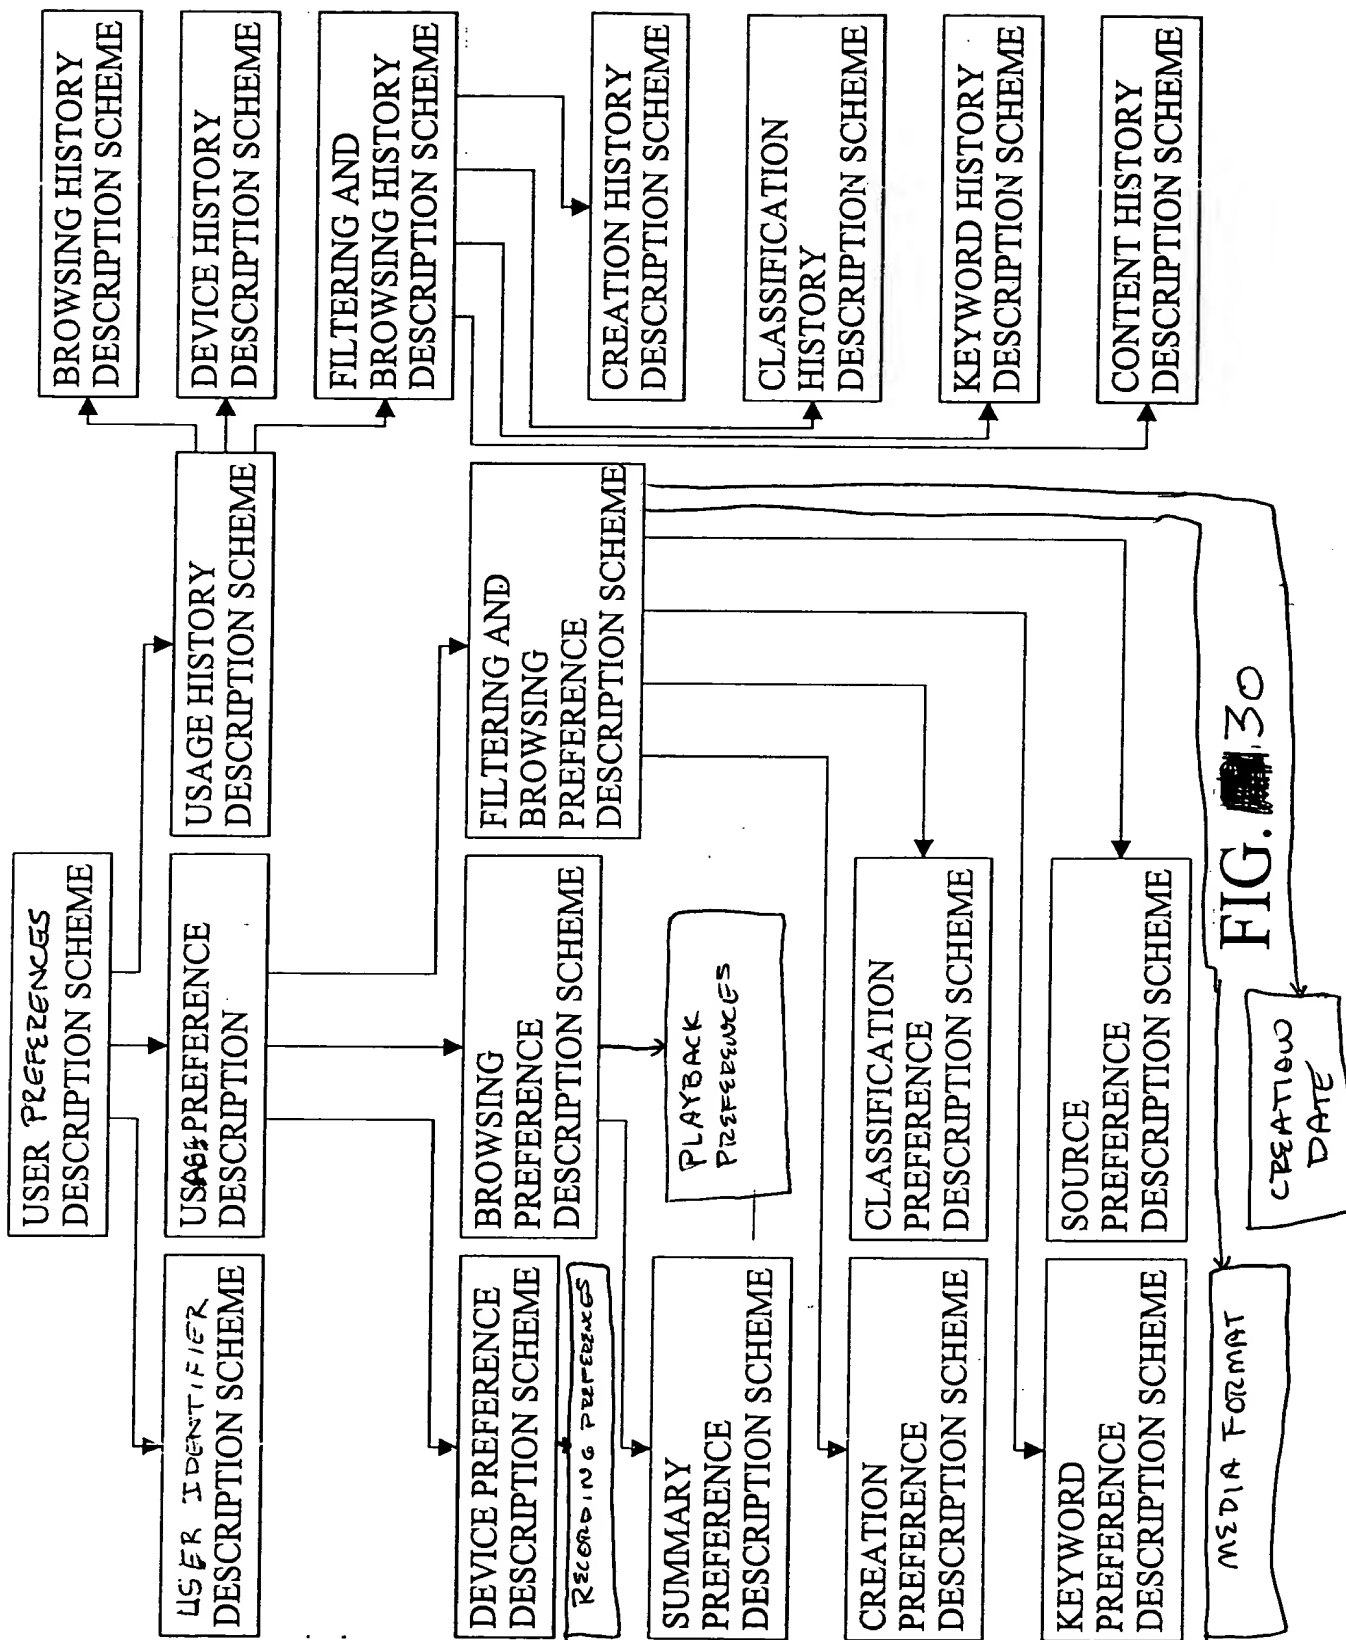 USER PREFERENCES
DESCRIPTION SCHEME
USER IDENTIFIER
DESCRIPTION SCHEME
USAGE PREFERENCE
DESCRIPTION
USAGE HISTORY
DESCRIPTION SCHEME
BROWSING HISTORY
DESCRIPTION SCHEME
DEVICE HISTORY
DESCRIPTION SCHEME
FILTERING AND
BROWSING HISTORY
DESCRIPTION SCHEME
DEVICE PREFERENCE
DESCRIPTION SCHEME
RECORDING PREFERENCES
BROWSING
PREFERENCE
DESCRIPTION SCHEME
FILTERING AND
BROWSING
PREFERENCE
DESCRIPTION SCHEME
CREATION HISTORY
DESCRIPTION SCHEME
SUMMARY
PREFERENCE
DESCRIPTION SCHEME
PLAYBACK
PREFERENCES
CLASSIFICATION
HISTORY
DESCRIPTION SCHEME
CREATION
PREFERENCE
DESCRIPTION SCHEME
CLASSIFICATION
PREFERENCE
DESCRIPTION SCHEME
KEYWORD HISTORY
DESCRIPTION SCHEME
KEYWORD
PREFERENCE
DESCRIPTION SCHEME
SOURCE
PREFERENCE
DESCRIPTION SCHEME
CONTENT HISTORY
DESCRIPTION SCHEME
MEDIA FORMAT
CREATION
DATE
FIG. 30